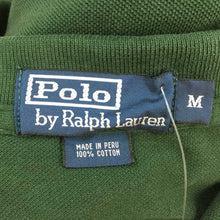 Polo
by Ralph Lauren
M
MADE IN PERU
100% COTTON